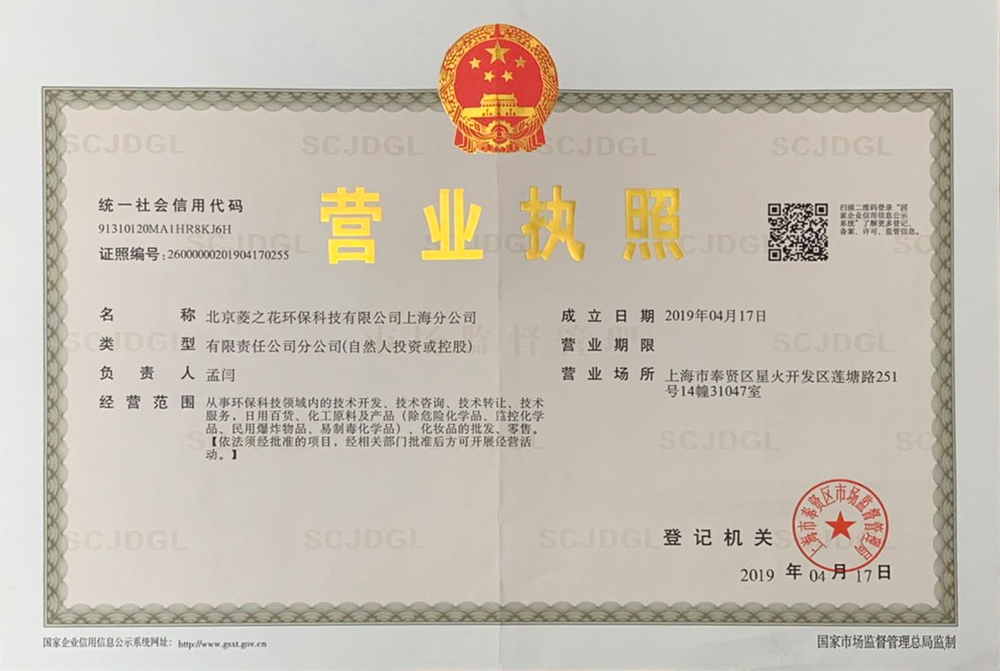 营业执照
统一社会信用代码
91310120MA1HR8KJ6H
证照编号:26000000201904170255
扫描二维码登录“国
家企业信用信息公示
系统”了解更多登记、
备案、许可、监管信息。
名称 北京菱之花环保科技有限公司上海分公司
类型 有限责任公司分公司(自然人投资或控股)
负责人 孟闫
经营范围 从事环保科技领域内的技术开发、技术咨询、技术转让、技术
服务,日用百货、化工原料及产品(除危险化学品、监控化学
品、民用爆炸物品、易制毒化学品)、化妆品的批发、零售。
【依法须经批准的项目,经相关部门批准后方可开展经营活
动。】
成立日期 2019年04月17日
营业期限
营业场所 上海市奉贤区星火开发区莲塘路251
号14幢31047室
登记机关
上海市奉贤区市场监督管理局
2019年04月17日
国家企业信用信息公示系统网址:http://www.gsxt.gov.cn
国家市场监督管理总局监制
SCJDGL